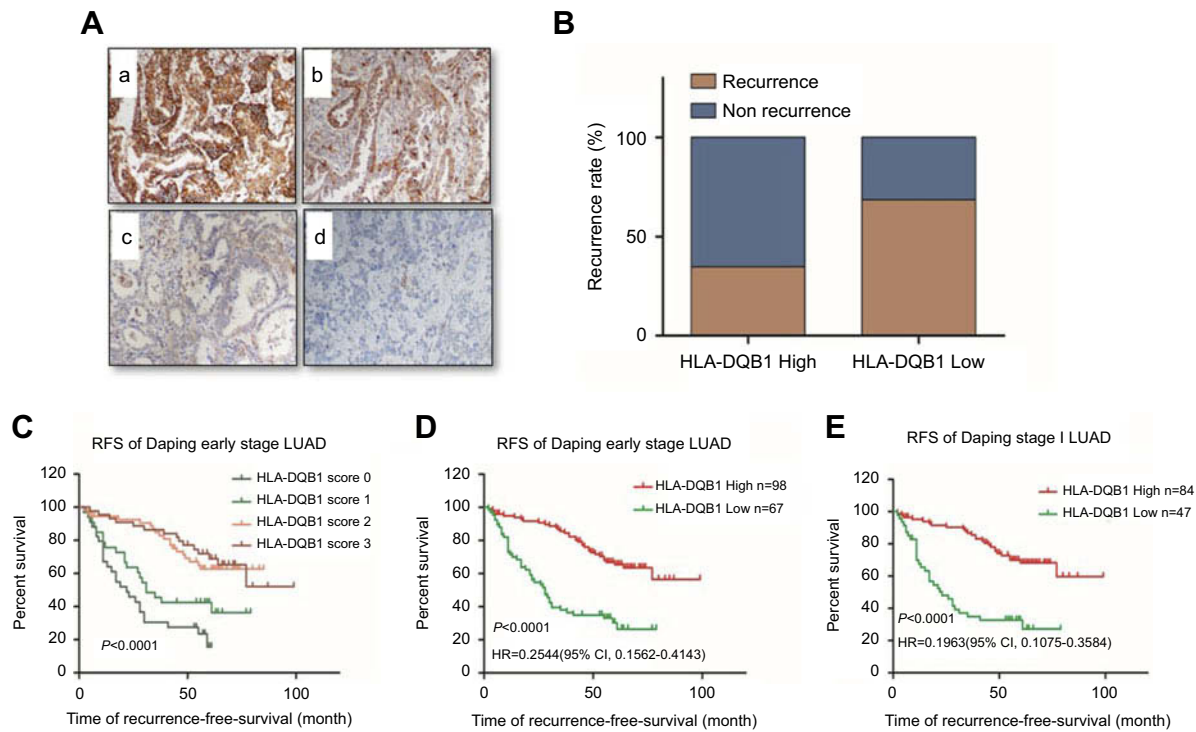 A
a
b
c
d
B
Recurrence
Non recurrence
Recurrence rate (%)
100
50
0
HLA-DQB1 High
HLA-DQB1 Low
C
RFS of Daping early stage LUAD
Percent survival
120
100
80
60
40
20
0
HLA-DQB1 score 0
HLA-DQB1 score 1
HLA-DQB1 score 2
HLA-DQB1 score 3
P<0.0001
0
50
100
Time of recurrence-free-survival (month)
D
RFS of Daping early stage LUAD
Percent survival
120
100
80
60
40
20
0
HLA-DQB1 High n=98
HLA-DQB1 Low n=67
P<0.0001
HR=0.2544(95% CI, 0.1562-0.4143)
0
50
100
Time of recurrence-free-survival (month)
E
RFS of Daping stage I LUAD
Percent survival
120
100
80
60
40
20
0
HLA-DQB1 High n=84
HLA-DQB1 Low n=47
P<0.0001
HR=0.1963(95% CI, 0.1075-0.3584)
0
50
100
Time of recurrence-free-survival (month)